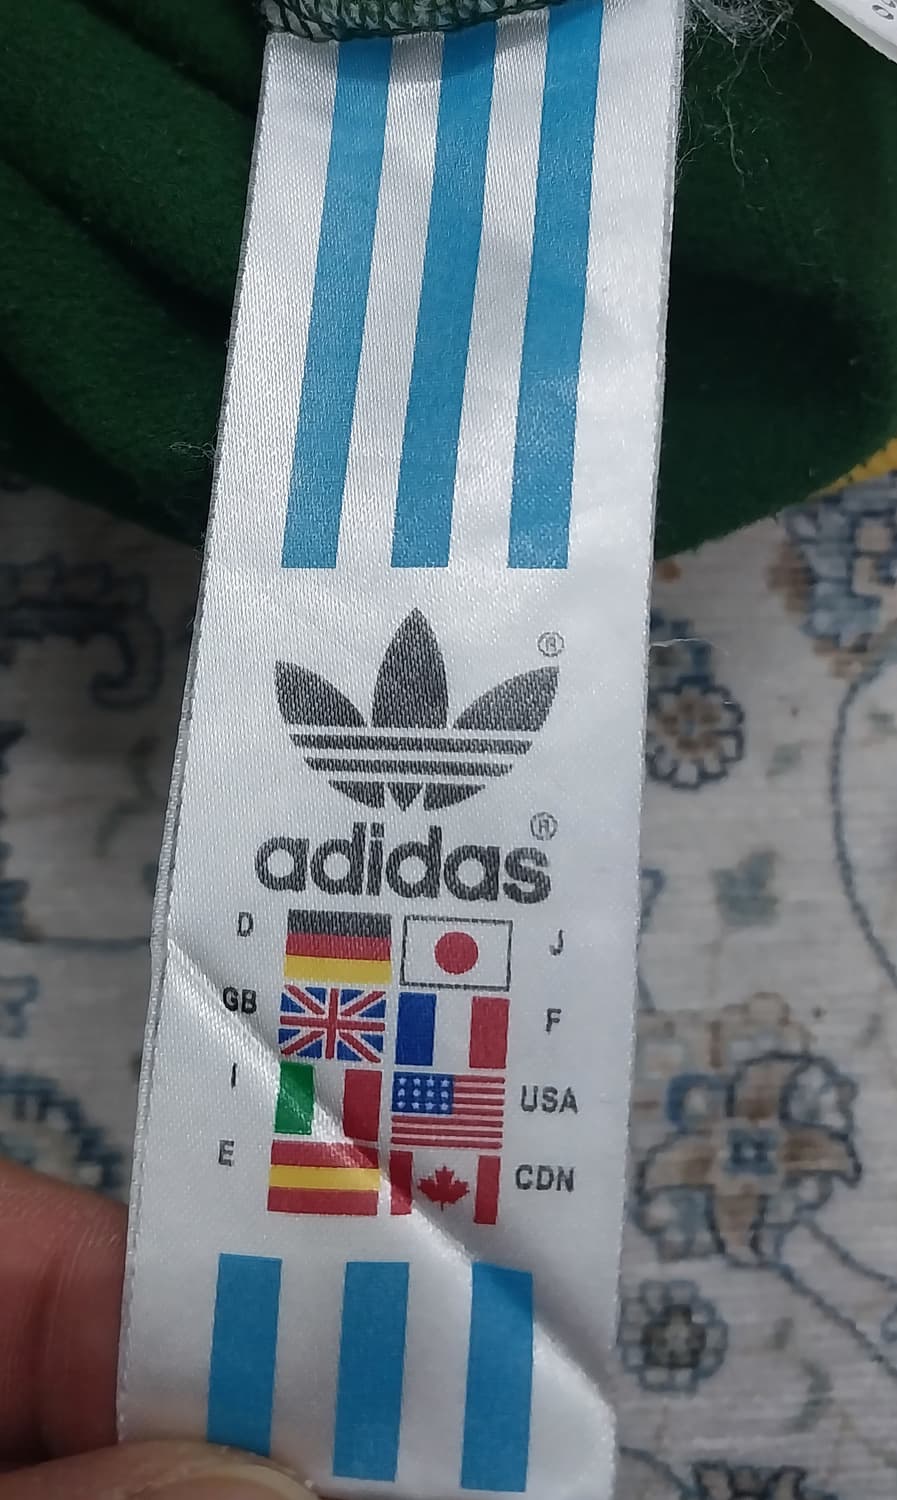 ®
adidas®
D J
GB F
I USA
E CDN